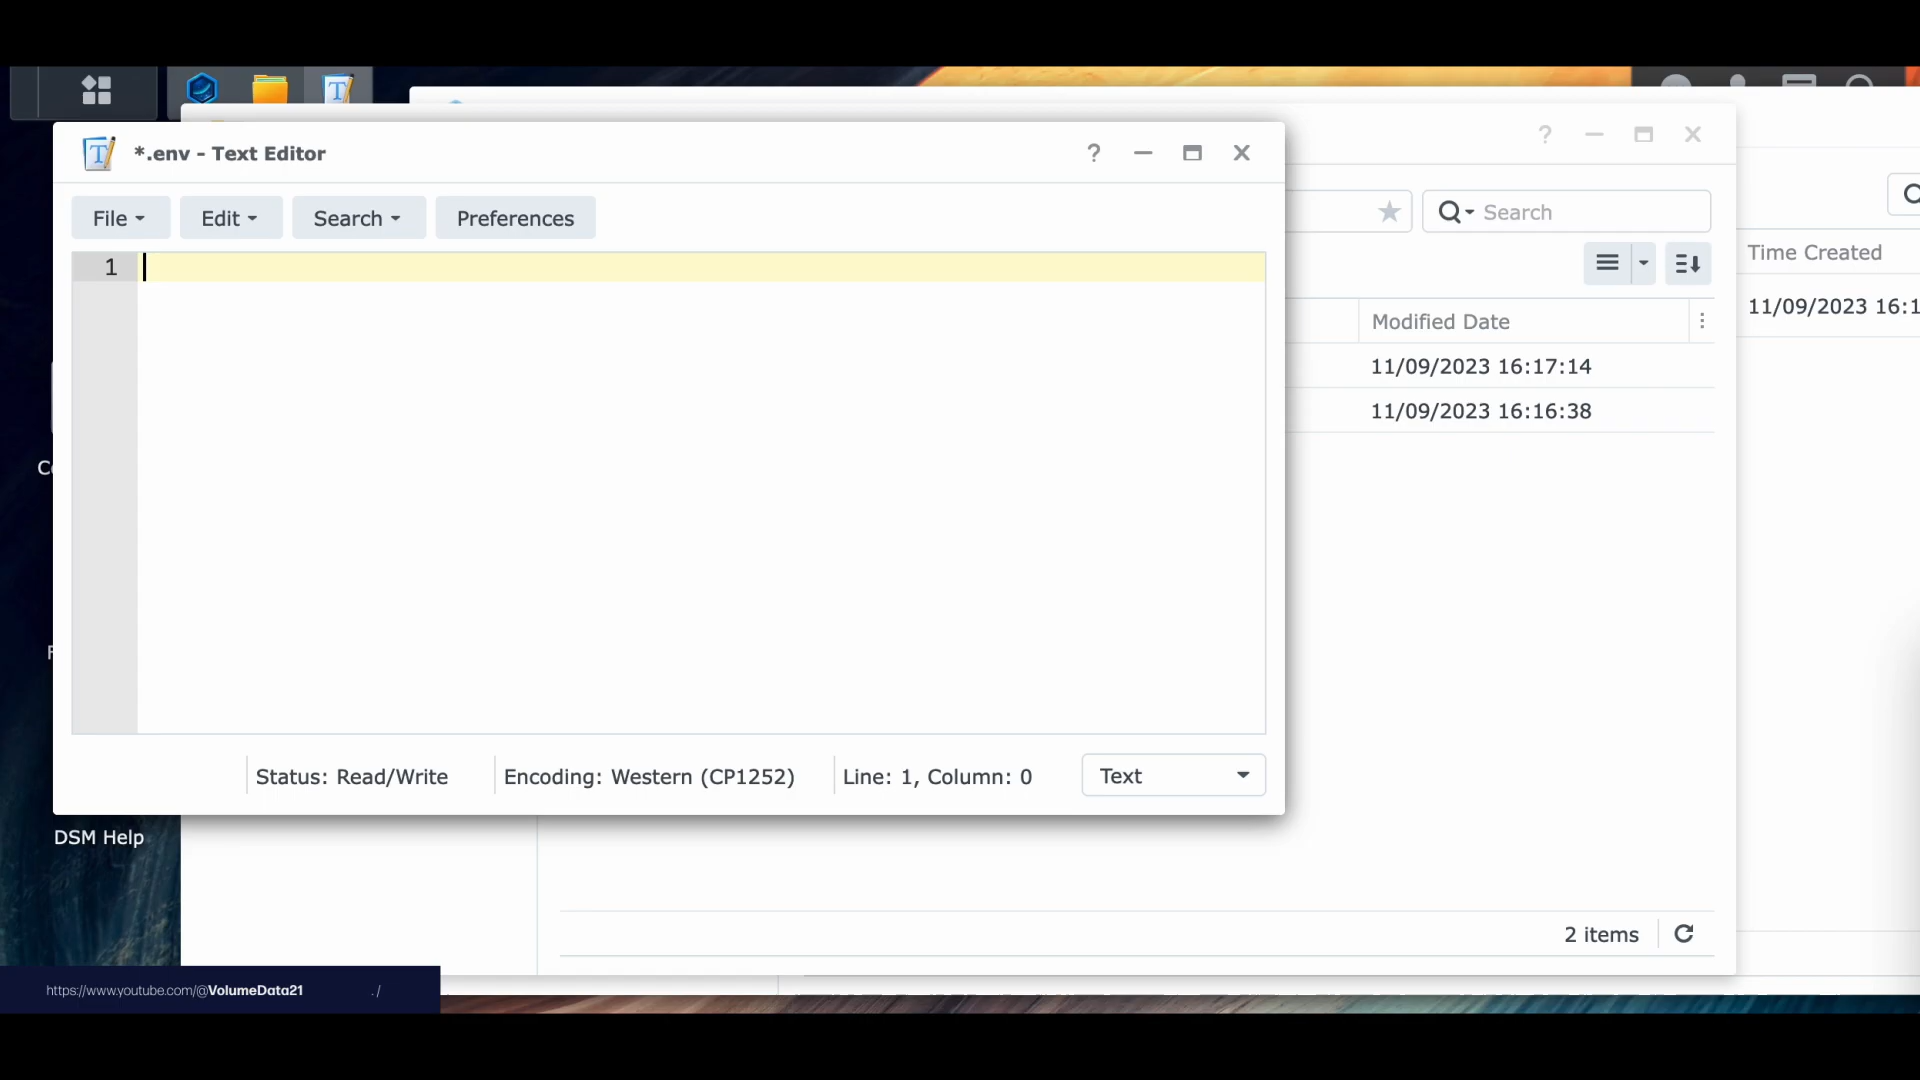 *.env - Text Editor
File
Edit
Search
Preferences
1
Status: Read/Write
Encoding: Western (CP1252)
Line: 1, Column: 0
Text
Search
Modified Date
11/09/2023 16:17:14
11/09/2023 16:16:38
2 items
Time Created
11/09/2023 16:1
DSM Help
https://www.youtube.com/@VolumeData21 ./